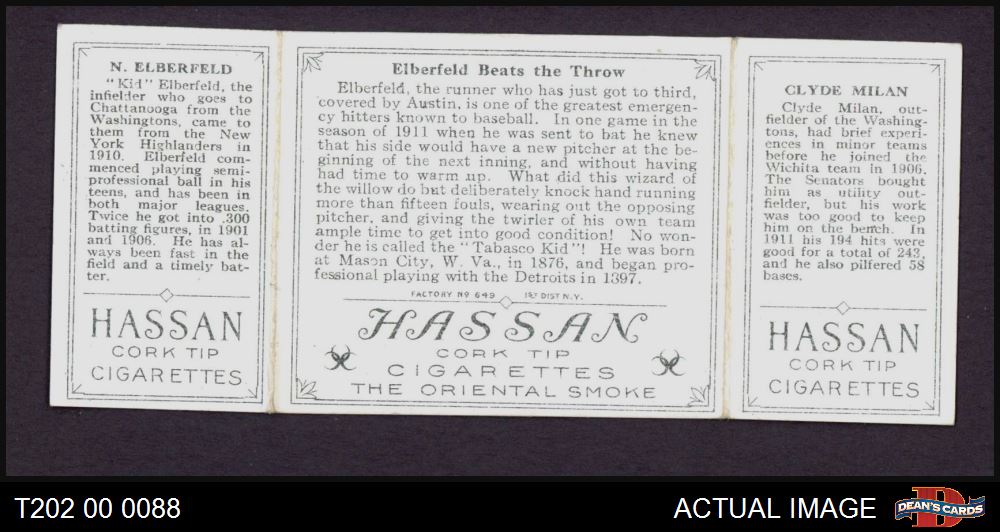 N. ELBERFELD
"Kid" Elberfeld, the
infielder who goes to
Chattanooga from the
Washingtons, came to
them from the New
York Highlanders in
1910. Elberfeld com-
menced playing semi-
professional ball in his
teens, and has been in
both major leagues.
Twice he got into .300
batting figures, in 1901
and 1906. He has al-
ways been fast in the
field and a timely bat-
ter.
HASSAN
CORK TIP
CIGARETTES
Elberfeld Beats the Throw
Elberfeld, the runner who has just got to third,
covered by Austin, is one of the greatest emergen-
cy hitters known to baseball. In one game in the
season of 1911 when he was sent to bat he knew
that his side would have a new pitcher at the be-
ginning of the next inning, and without having
had time to warm up. What did this wizard of
the willow do but deliberately knock hand running
more than fifteen fouls, wearing out the opposing
pitcher, and giving the twirler of his own team
ample time to get into good condition! No won-
der he is called the "Tabasco Kid"! He was born
at Mason City, W. Va., in 1876, and began pro-
fessional playing with the Detroits in 1397.
FACTORY Nº 649 1ST DIST N.Y.
HASSAN
CORK TIP
CIGARETTES
THE ORIENTAL SMOKE
CLYDE MILAN
Clyde Milan, out-
fielder of the Washing-
tons, had brief experi-
ences in minor teams
before he joined the
Wichita team in 1906.
The Senators bought
him as utility out-
fielder, but his work
was too good to keep
him on the bench. In
1911 his 194 hits were
good for a total of 243,
and he also pilfered 58
bases.
HASSAN
CORK TIP
CIGARETTES
T202 00 0088
ACTUAL IMAGE
DEAN'S CARDS